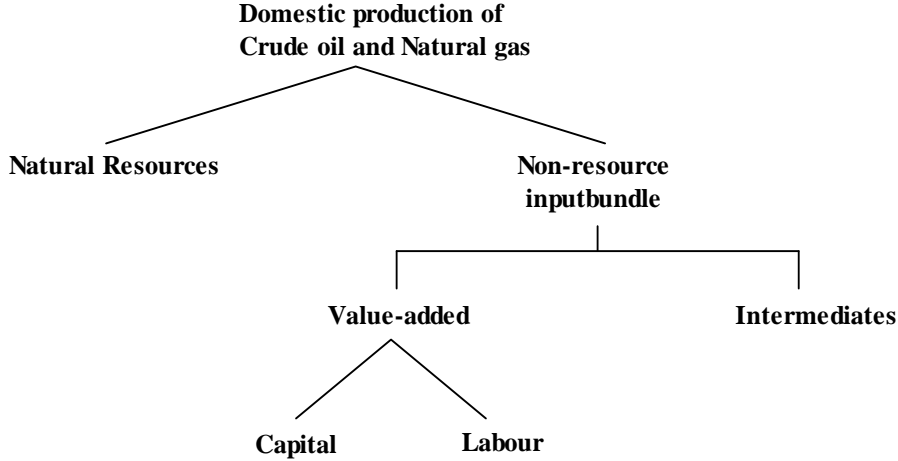 Domestic production of
Crude oil and Natural gas
Natural Resources
Non-resource
inputbundle
Value-added
Intermediates
Capital
Labour